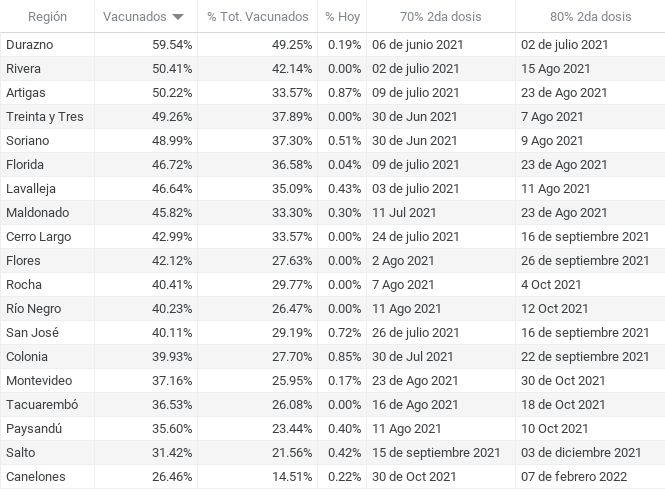 Región Vacunados % Tot. Vacunados % Hoy 70% 2da dosis 80% 2da dosis
Durazno 59.54% 49.25% 0.19% 06 de junio 2021 02 de julio 2021
Rivera 50.41% 42.14% 0.00% 02 de julio 2021 15 Ago 2021
Artigas 50.22% 33.57% 0.87% 09 de julio 2021 23 de Ago 2021
Treinta y Tres 49.26% 37.89% 0.00% 30 de Jun 2021 7 Ago 2021
Soriano 48.99% 37.30% 0.51% 30 de Jun 2021 9 Ago 2021
Florida 46.72% 36.58% 0.04% 09 de julio 2021 23 de Ago 2021
Lavalleja 46.64% 35.09% 0.43% 03 de julio 2021 11 Ago 2021
Maldonado 45.82% 33.30% 0.30% 11 Jul 2021 23 de Ago 2021
Cerro Largo 42.99% 33.57% 0.00% 24 de julio 2021 16 de septiembre 2021
Flores 42.12% 27.63% 0.00% 2 Ago 2021 26 de septiembre 2021
Rocha 40.41% 29.77% 0.00% 7 Ago 2021 4 Oct 2021
Río Negro 40.23% 26.47% 0.00% 11 Ago 2021 12 Oct 2021
San José 40.11% 29.19% 0.72% 26 de julio 2021 16 de septiembre 2021
Colonia 39.93% 27.70% 0.85% 30 de Jul 2021 22 de septiembre 2021
Montevideo 37.16% 25.95% 0.17% 23 de Ago 2021 30 de Oct 2021
Tacuarembó 36.53% 26.08% 0.00% 16 de Ago 2021 18 de Oct 2021
Paysandú 35.60% 23.44% 0.40% 11 Ago 2021 10 Oct 2021
Salto 31.42% 21.56% 0.42% 15 de septiembre 2021 03 de diciembre 2021
Canelones 26.46% 14.51% 0.22% 30 de Oct 2021 07 de febrero 2022